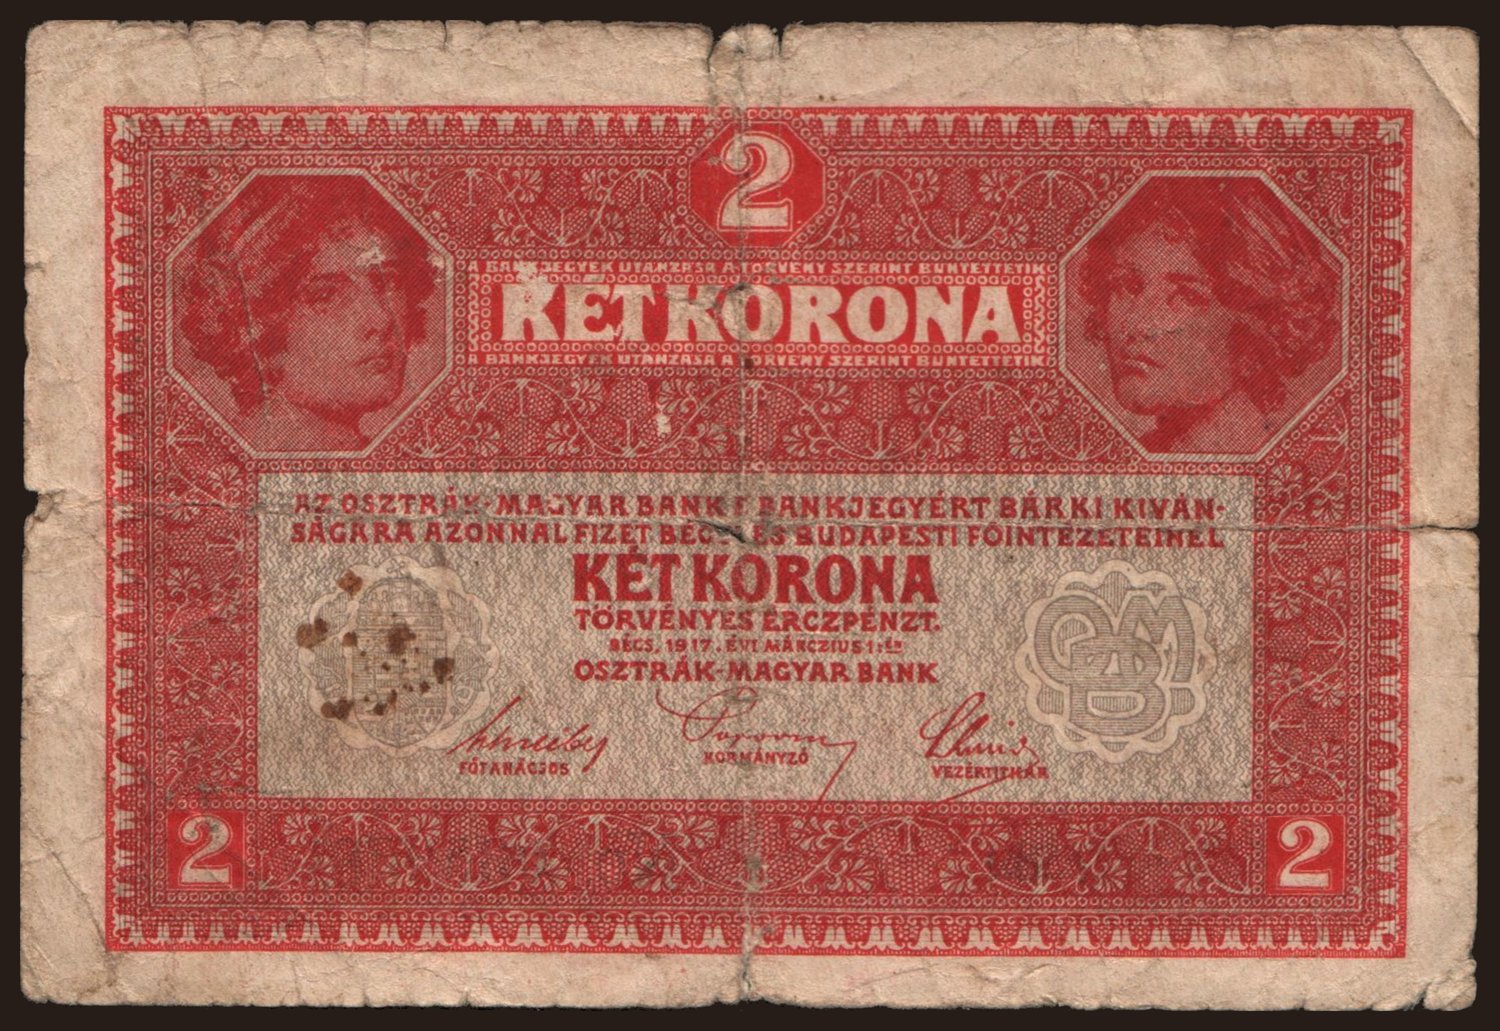 2
A BANKJEGYEK UTÁNZÁSA A TÖRVÉNY SZERINT BÜNTETTETIK
KÉT KORONA
A BANKJEGYEK UTÁNZÁSA A TÖRVÉNY SZERINT BÜNTETTETIK
AZ OSZTRÁK-MAGYAR BANK E BANKJEGYÉRT BÁRKI KIVÁN-
SÁGÁRA AZONNAL FIZET BÉCSI ÉS BUDAPESTI FŐINTÉZETEINÉL
KÉT KORONA
TÖRVÉNYES ÉRCZPÉNZT.
BÉCS, 1917. ÉVI MÁRCZIUS 1-ÉN
OSZTRÁK-MAGYAR BANK
FŐTANÁCSOS
KORMÁNYZÓ
VEZÉRTITKÁR
2
2